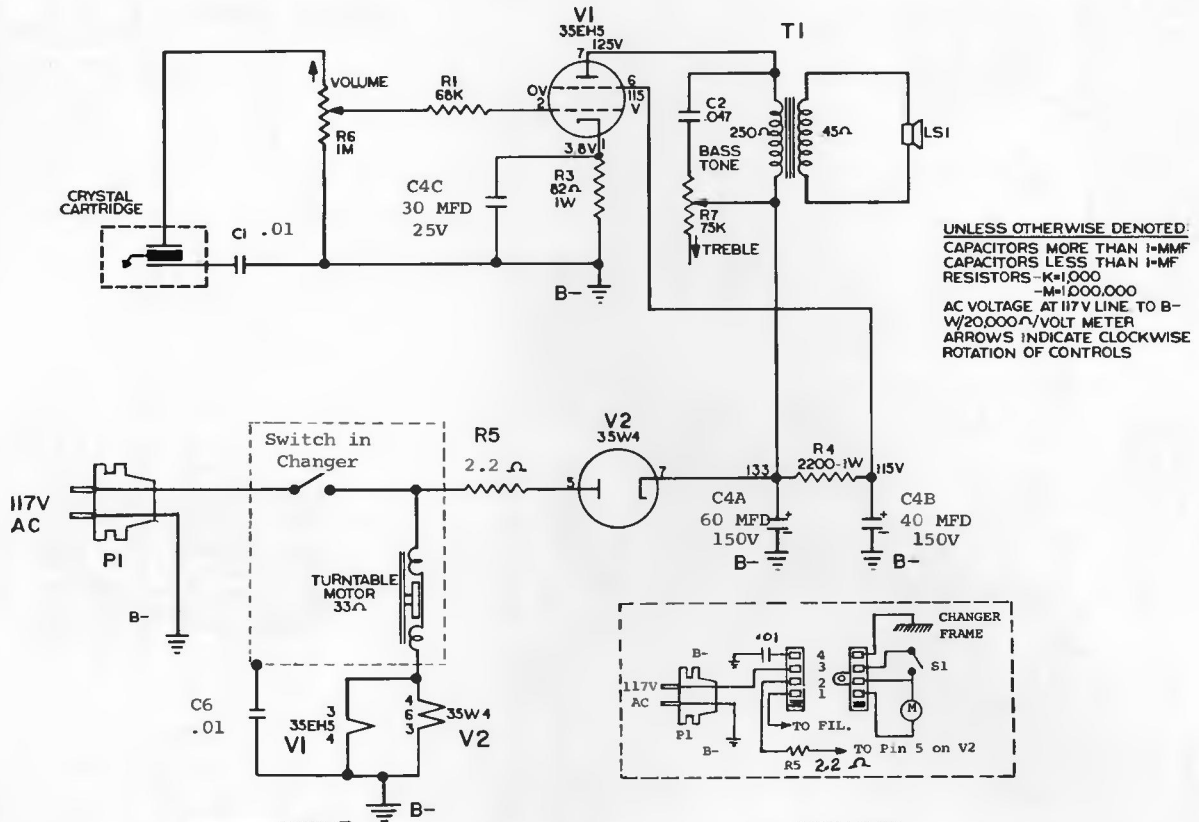 V1
35EH5
7 125V
T1
VOLUME
R1
68K
0V
2
6
115
V
C2
.047
250Ω
.45Ω
LS1
R6
1M
BASS
TONE
3.8V 1
R3
82Ω
1W
C4C
30 MFD
25V
R7
75K
TREBLE
CRYSTAL
CARTRIDGE
C1 .01
B-
UNLESS OTHERWISE DENOTED:
CAPACITORS MORE THAN 1=MMF
CAPACITORS LESS THAN 1=MF
RESISTORS-K=1,000
-M=1,000,000
AC VOLTAGE AT 117V LINE TO B-
W/20,000Ω/VOLT METER
ARROWS INDICATE CLOCKWISE
ROTATION OF CONTROLS
Switch in
Changer
R5
2.2 Ω
V2
35W4
5
7
133
R4
2200-1W
115V
117V
AC
P1
B-
C4A
60 MFD
150V
+
-
B-
C4B
40 MFD
150V
+
-
B-
TURNTABLE
MOTOR
33Ω
C6
.01
3
35EH5
4
V1
4
6
3
35W4
V2
B-
B-
.01
4
3
2
1
CHANGER
FRAME
S1
M
117V
AC
P1
B-
TO FIL.
R5 2.2 Ω
TO Pin 5 on V2